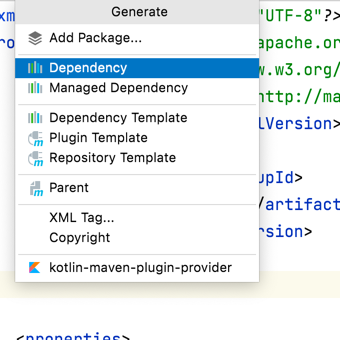 Generate
xm
"UTF-8"?>
Add Package...
ro
apache.or
Dependency
w.w3.org/
Managed Dependency
http://ma
Dependency Template
lVersion>
Plugin Template
Repository Template
upId>
Parent
/artifact
XML Tag...
rsion>
Copyright
kotlin-maven-plugin-provider
<properties>